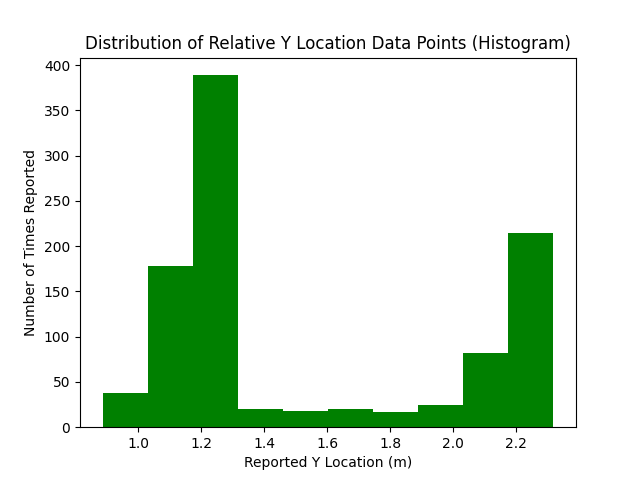 Distribution of Relative Y Location Data Points (Histogram)
400
350
300
250
200
150
100
50
0
Number of Times Reported
1.0 1.2 1.4 1.6 1.8 2.0 2.2
Reported Y Location (m)